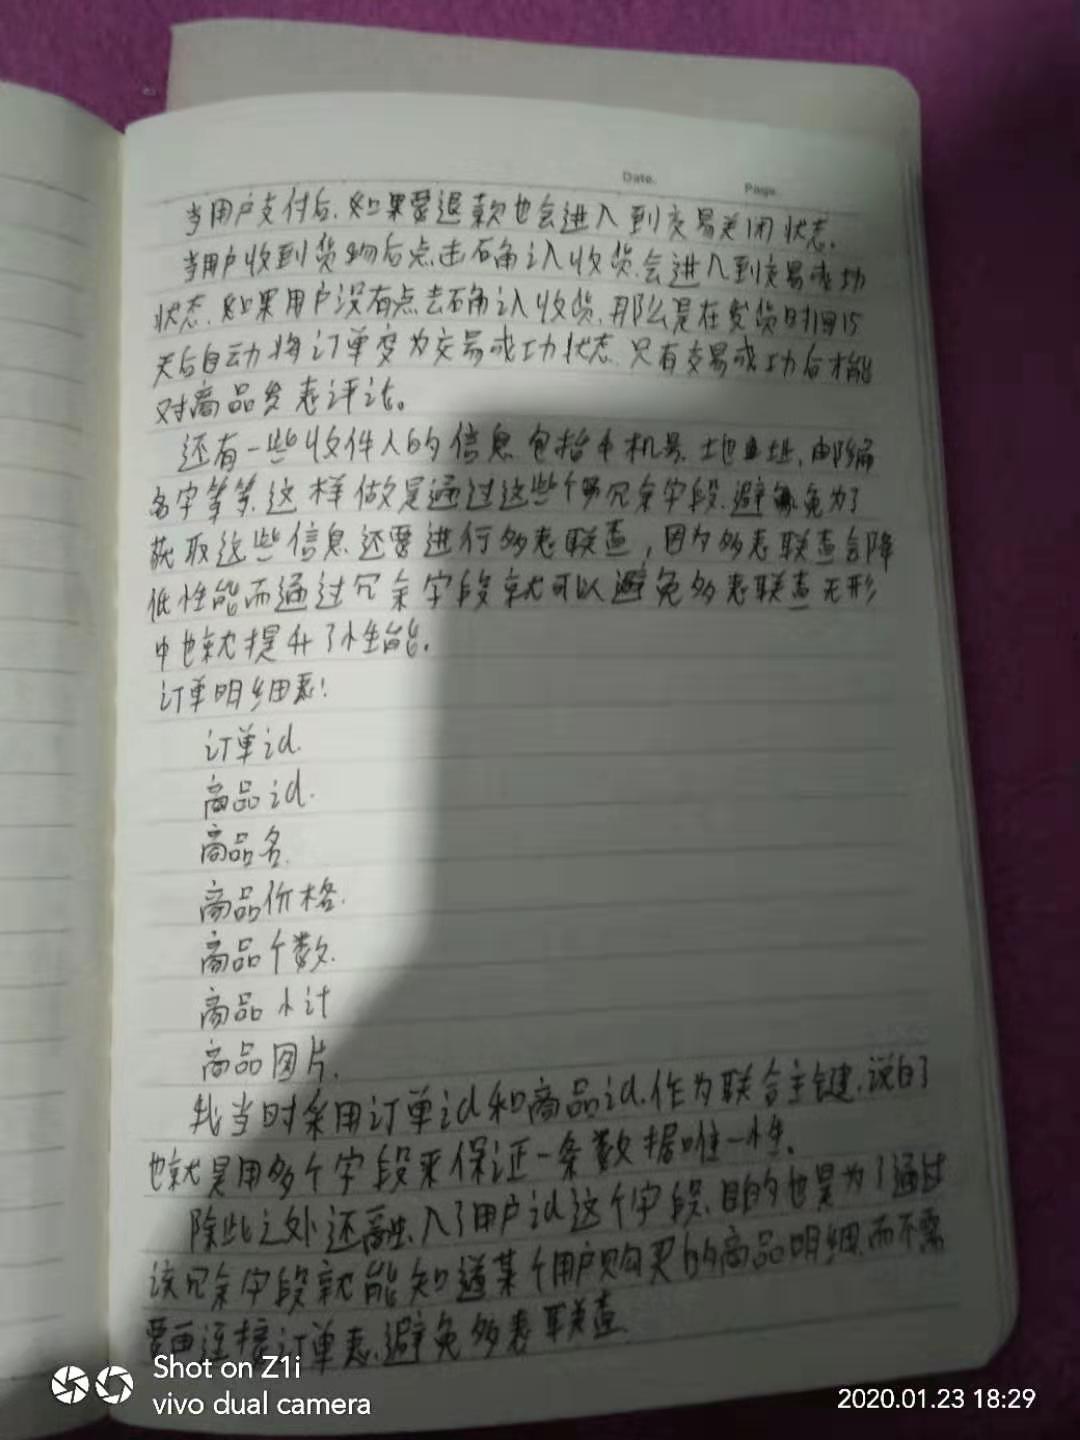 Date.
Page.
当用户支付后.如果要退款也会进入到交易关闭状态.
当用户收到货物后点击确认收货.会进入到交易成功
状态.如果用户没有点击确认收货.那么是在发货时间15
天后自动将订单变为交易成功状态.只有交易成功后才能
对商品发表评论。
还有一些收件人的信息.包括手机号.地址.邮编
名字等等.这样做是通过这些个冗余字段.避免为了
获取这些信息还要进行多表联查,因为多表联查会降
低性能而通过冗余字段就可以避免多表联查无形
中也就提升了性能.
订单明细表:
订单id.
商品id.
商品名.
商品价格.
商品个数.
商品小计
商品图片.
我当时采用订单id和商品id.作为联合主键.说白了
也就是用多个字段来保证一条数据唯一性.
除此之外还融入了用户id这个字段.目的也是为了通过
该冗余字段就能知道某个用户购买的商品明细.而不需
要再连接订单表.避免多表联查.
Shot on Z1i
vivo dual camera
2020.01.23 18:29